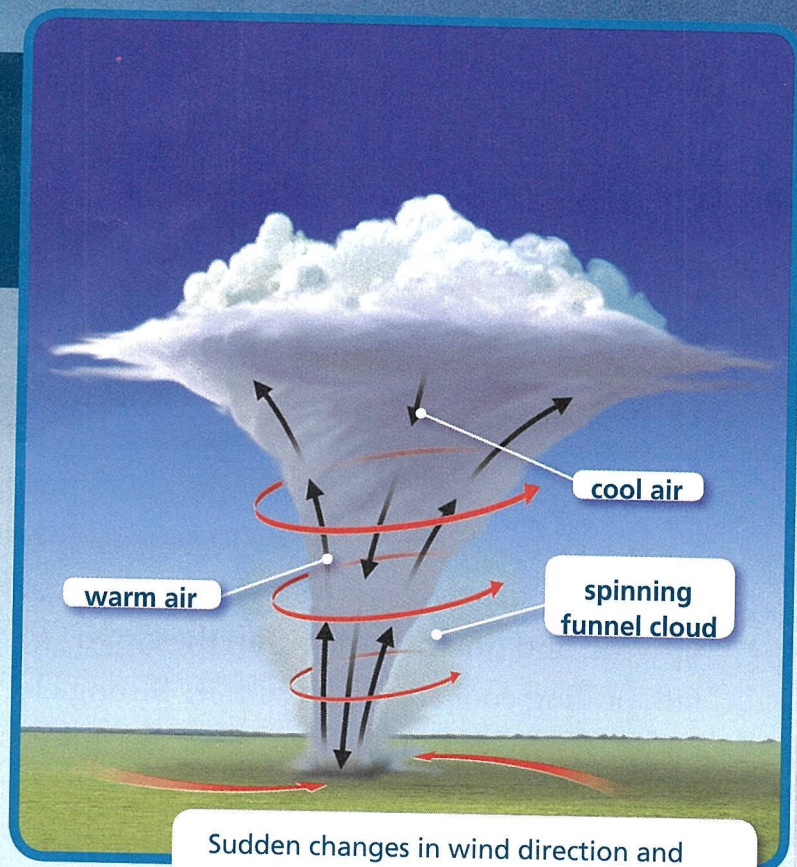 cool air
warm air
spinning
funnel cloud
Sudden changes in wind direction and